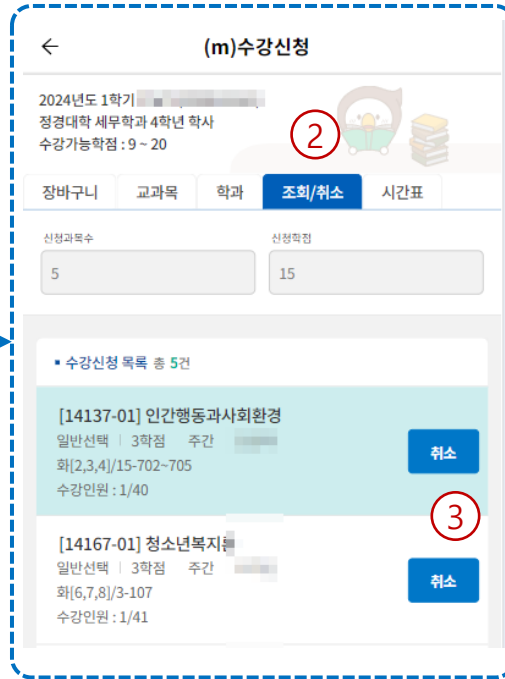 (m)수강신청
2024년도 1학기
정경대학 세무학과 4학년 학사
수강가능학점 : 9 ~ 20
2
장바구니 교과목 학과 조회/취소 시간표
신청과목수 신청학점
5 15
수강신청 목록 총 5건
[14137-01] 인간행동과사회환경
일반선택 | 3학점 주간
취소
화[2,3,4]/15-702~705
수강인원 : 1/40
3
[14167-01] 청소년복지론
일반선택 | 3학점 주간
취소
화[6,7,8]/3-107
수강인원 : 1/41